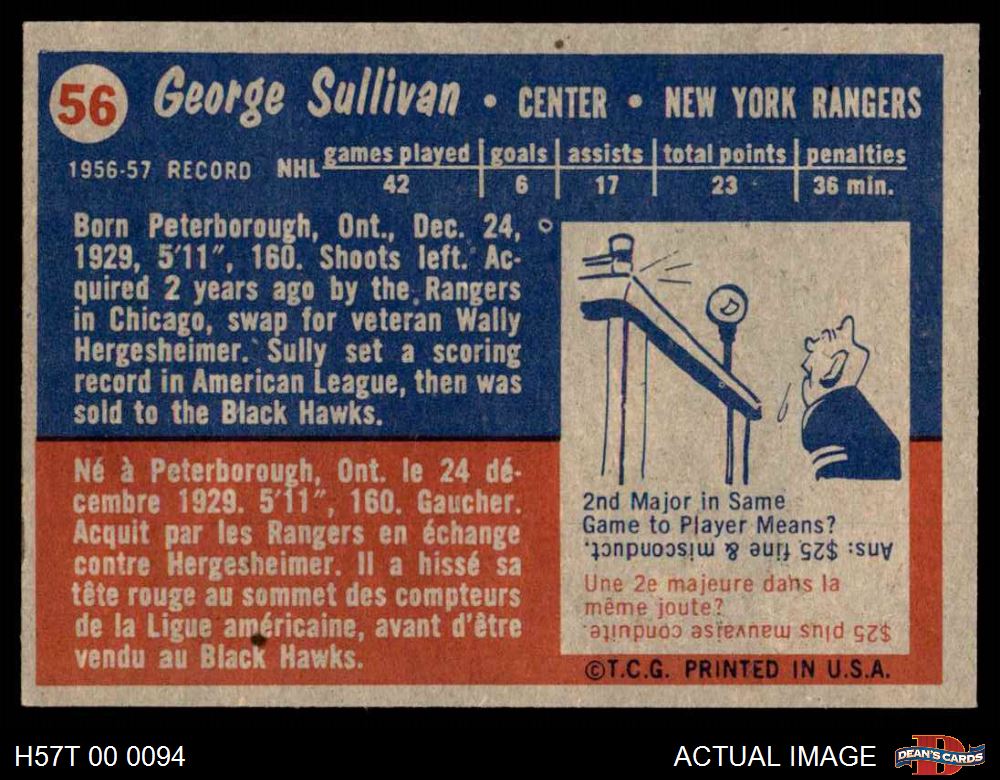 56 George Sullivan • CENTER • NEW YORK RANGERS
1956-57 RECORD NHL games played goals assists total points penalties
42 6 17 23 36 min.
Born Peterborough, Ont., Dec. 24,
1929, 5'11", 160. Shoots left. Ac-
quired 2 years ago by the Rangers
in Chicago, swap for veteran Wally
Hergesheimer. Sully set a scoring
record in American League, then was
sold to the Black Hawks.
Né à Peterborough, Ont. le 24 dé-
cembre 1929. 5'11", 160. Gaucher.
Acquit par les Rangers en échange
contre Hergesheimer. Il a hissé sa
tête rouge au sommet des compteurs
de la Ligue américaine, avant d'être
vendu au Black Hawks.
2nd Major in Same
Game to Player Means?
Ans: $25 fine & misconduct.
Une 2e majeure dans la
même joute?
$25 plus mauvaise conduite
©T.C.G. PRINTED IN U.S.A.
H57T 00 0094
ACTUAL IMAGE
D
DEAN'S CARDS